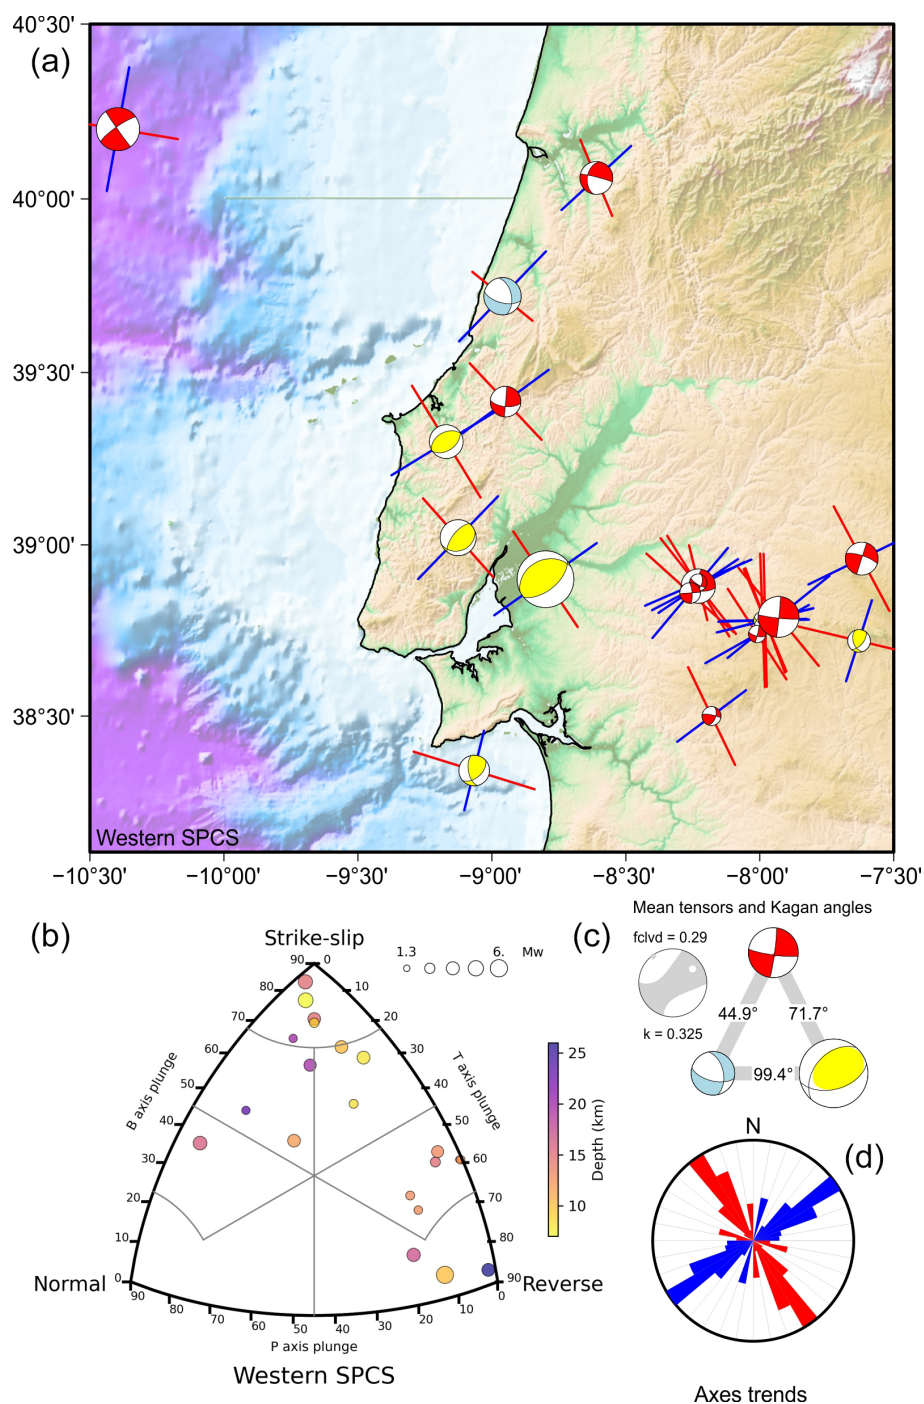 (a)
40°30'
40°00'
39°30'
39°00'
38°30'
Western SPCS
−10°30' −10°00' −9°30' −9°00' −8°30' −8°00' −7°30'
(b)
Strike-slip
1.3 6. Mw
90 0
80 10
70 20
60 30
50 40
40 50
30 60
20 70
10 80
0 90
B axis plunge
T axis plunge
Normal
Reverse
90 80 70 60 50 40 30 20 10 0
P axis plunge
Western SPCS
25
20
15
10
Depth (km)
(c)
Mean tensors and Kagan angles
fclvd = 0.29
k = 0.325
44.9° 71.7°
99.4°
N
(d)
Axes trends